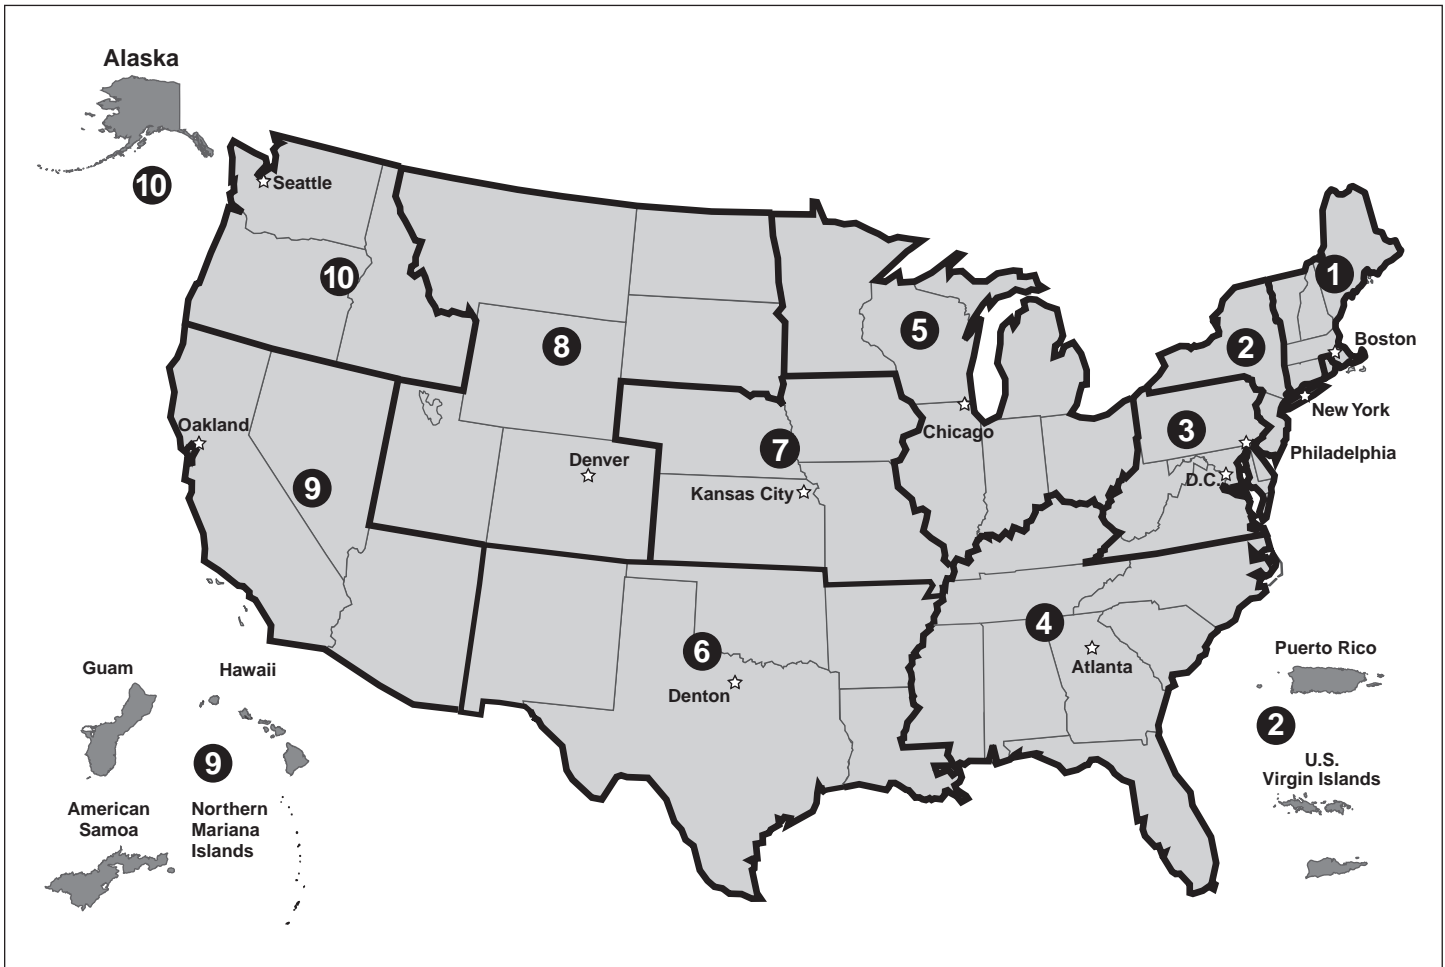 Alaska
10
Seattle
10
8
5
1
2
Boston
New York
3
Philadelphia
D.C.
Oakland
9
Denver
7
Kansas City
Chicago
6
Denton
4
Atlanta
Guam
Hawaii
9
American
Samoa
Northern
Mariana
Islands
Puerto Rico
2
U.S.
Virgin Islands